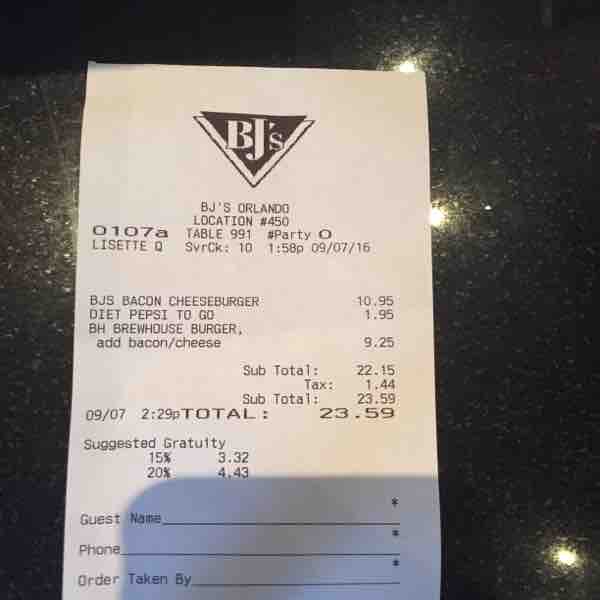 BJ's
BJ'S ORLANDO
LOCATION #450
0107a TABLE 991 #Party 0
LISETTE Q SvrCk: 10 1:58p 09/07/16
BJS BACON CHEESEBURGER 10.95
DIET PEPSI TO GO 1.95
BH BREWHOUSE BURGER,
add bacon/cheese 9.25
Sub Total: 22.15
Tax: 1.44
Sub Total: 23.59
09/07 2:29p TOTAL: 23.59
Suggested Gratuity
15% 3.32
20% 4.43
*
Guest Name
*
Phone
*
Order Taken By